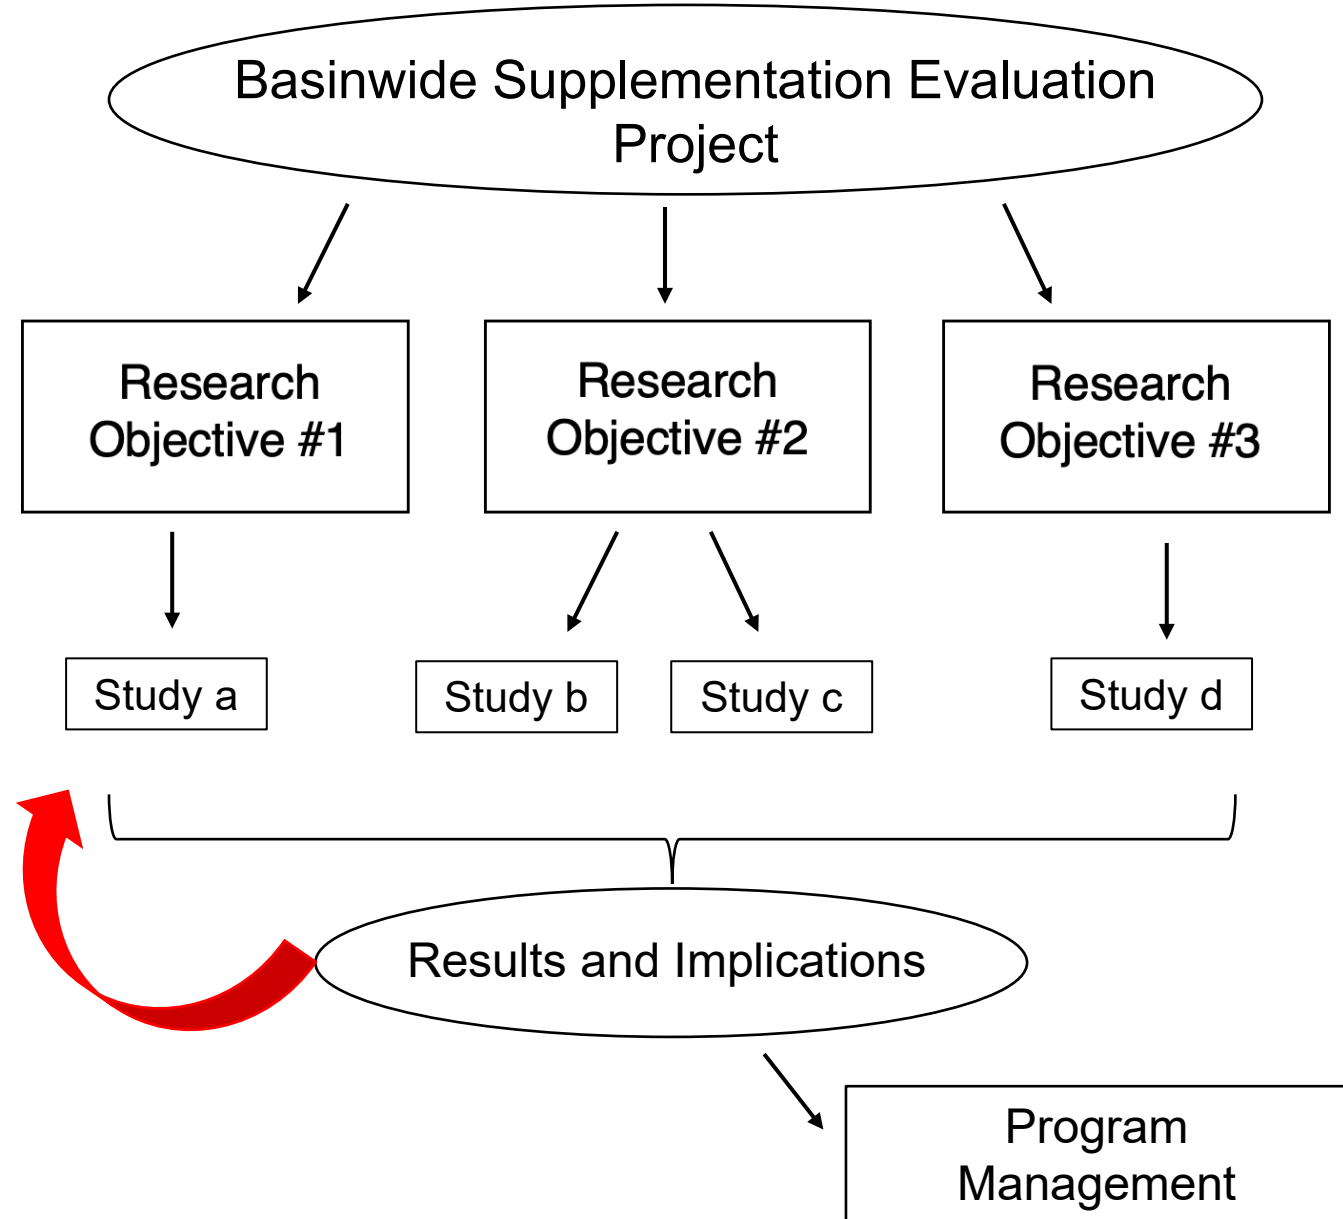 Basinwide Supplementation Evaluation
Project
Research
Objective #1
Research
Objective #2
Research
Objective #3
Study a
Study b
Study c
Study d
Results and Implications
Program
Management